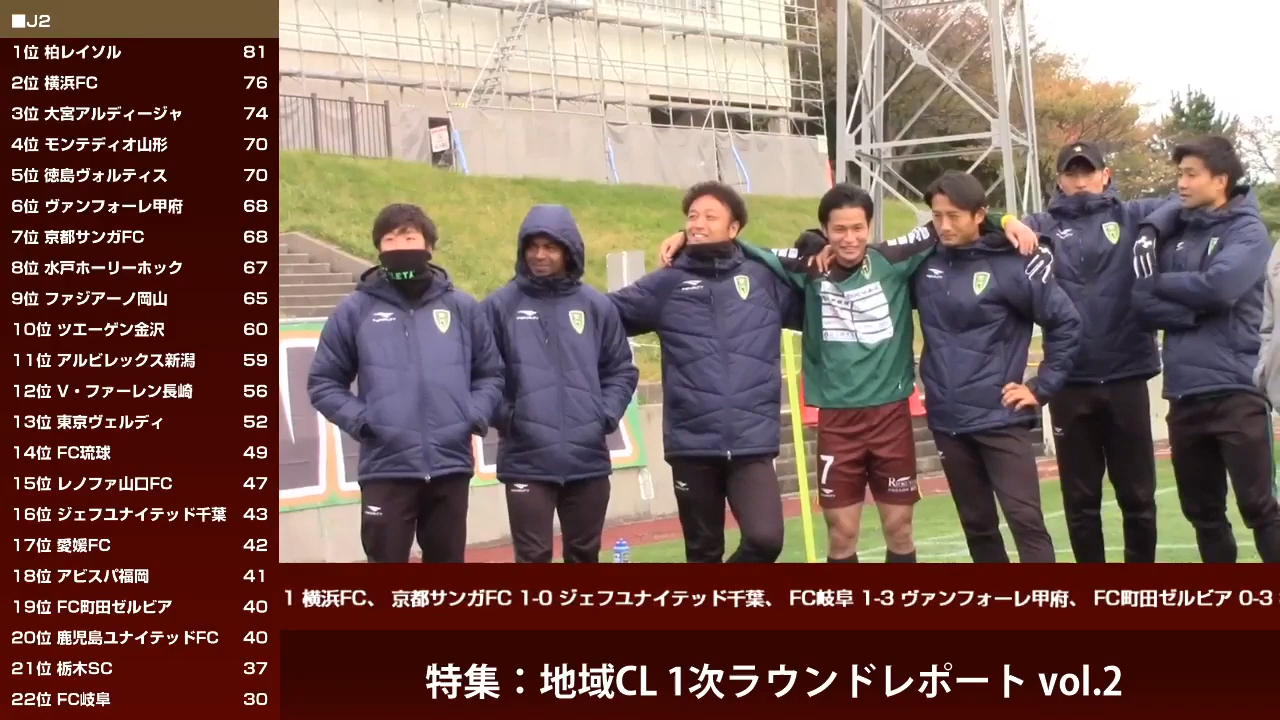 ■J2
1位 柏レイソル 81
2位 横浜FC 76
3位 大宮アルディージャ 74
4位 モンテディオ山形 70
5位 徳島ヴォルティス 70
6位 ヴァンフォーレ甲府 68
7位 京都サンガFC 68
8位 水戸ホーリーホック 67
9位 ファジアーノ岡山 65
10位 ツエーゲン金沢 60
11位 アルビレックス新潟 59
12位 V・ファーレン長崎 56
13位 東京ヴェルディ 52
14位 FC琉球 49
15位 レノファ山口FC 47
16位 ジェフユナイテッド千葉 43
17位 愛媛FC 42
18位 アビスパ福岡 41
19位 FC町田ゼルビア 40
20位 鹿児島ユナイテッドFC 40
21位 栃木SC 37
22位 FC岐阜 30
7
1 横浜FC、 京都サンガFC 1-0 ジェフユナイテッド千葉、 FC岐阜 1-3 ヴァンフォーレ甲府、 FC町田ゼルビア 0-3
特集：地域CL 1次ラウンドレポート vol.2